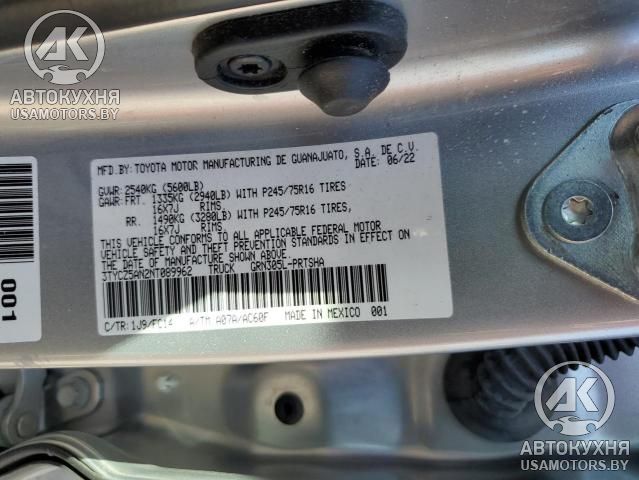 AK
АВТОКУХНЯ
USAMOTORS.BY
MFD.BY: TOYOTA MOTOR MANUFACTURING DE GUANAJUATO, S.A. DE C.V.
DATE: 06/22
GVWR: 2540KG (5600LB)
GAWR: FRT. 1335KG (2940LB) WITH P245/75R16 TIRES
16X7J RIMS,
RR. 1490KG (3280LB) WITH P245/75R16 TIRES,
16X7J RIMS.
THIS VEHICLE CONFORMS TO ALL APPLICABLE FEDERAL MOTOR
VEHICLE SAFETY AND THEFT PREVENTION STANDARDS IN EFFECT
ON THE DATE OF MANUFACTURE SHOWN ABOVE.
3TYCZ5AN2NT089962 TRUCK GRN305L-PRTSHA
C/TR: 1J9/FC14 A/TM A07A/AC60F MADE IN MEXICO 001
001
AK
АВТОКУХНЯ
USAMOTORS.BY